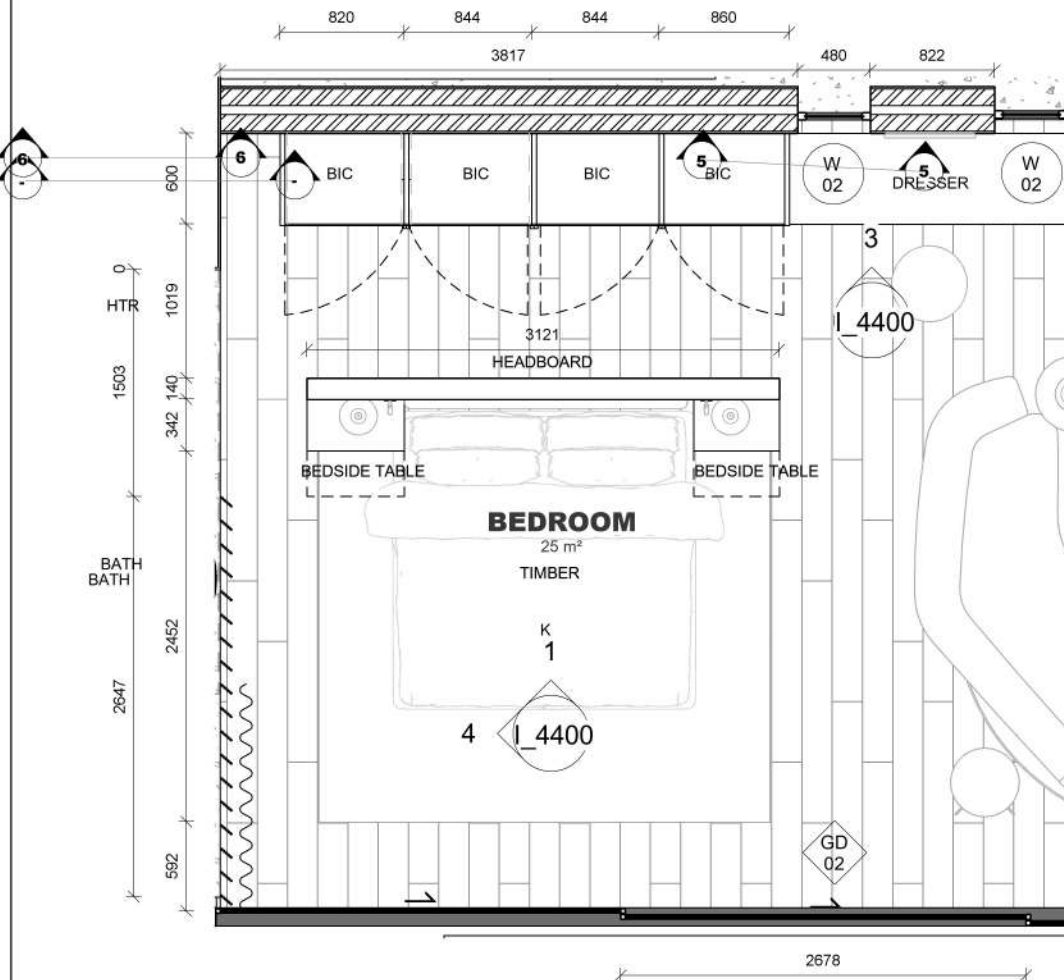 820 844 844 860
3817 480 822
6
-
600
6
-
BIC
BIC
BIC
5
BIC
W
02
5
DRESSER
W
02
3
I_4400
0
HTR
1019
3121
HEADBOARD
1503
140
342
BEDSIDE TABLE
BEDSIDE TABLE
BEDROOM
25 m²
TIMBER
BATH
BATH
K
1
2452
2647
4
I_4400
GD
02
592
1
1
2678